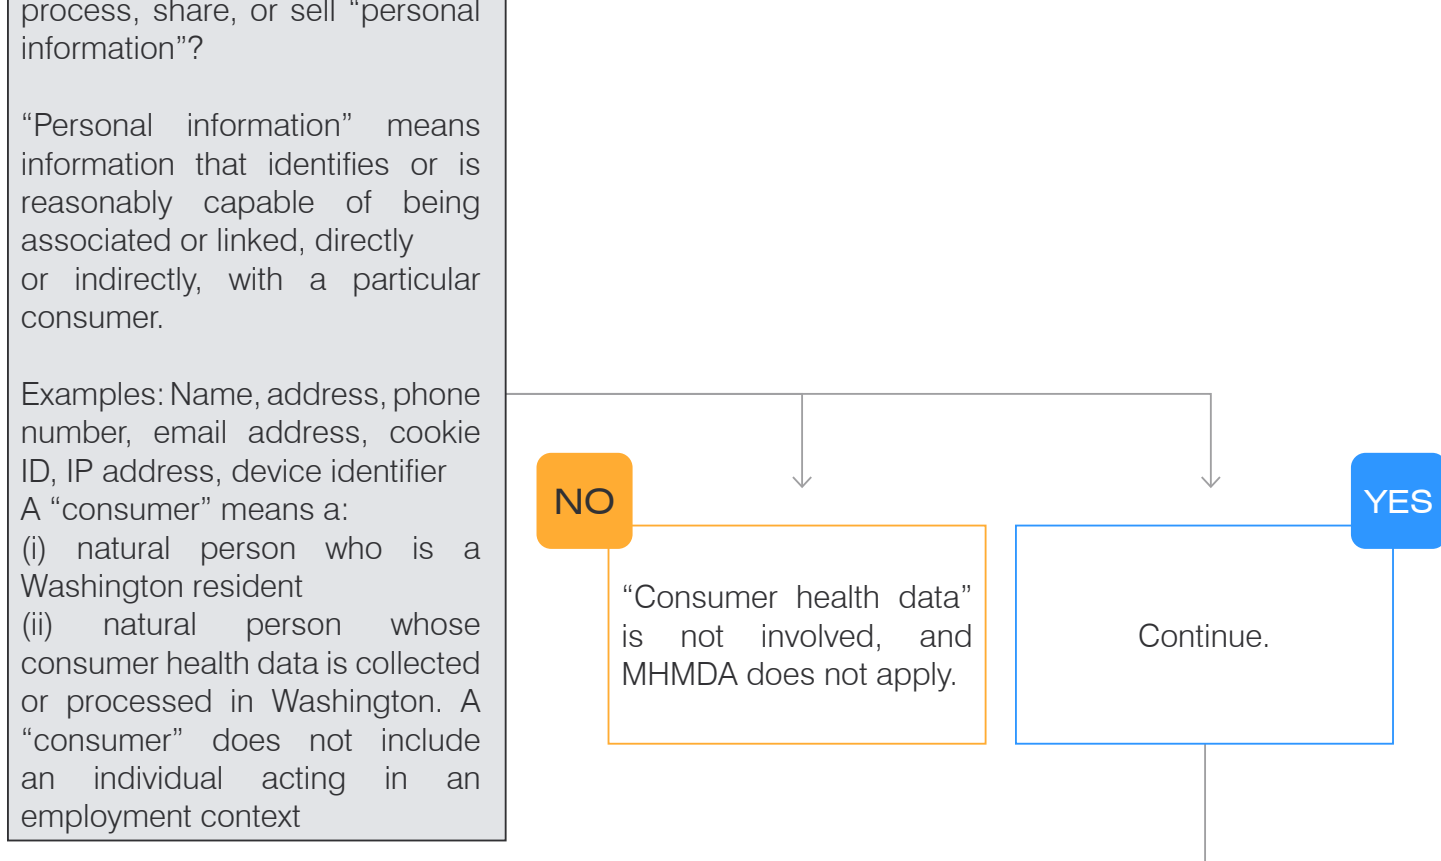 process, share, or sell “personal
information”?
“Personal information” means
information that identifies or is
reasonably capable of being
associated or linked, directly
or indirectly, with a particular
consumer.
Examples: Name, address, phone
number, email address, cookie
ID, IP address, device identifier
A “consumer” means a:
(i) natural person who is a
Washington resident
(ii) natural person whose
consumer health data is collected
or processed in Washington. A
“consumer” does not include
an individual acting in an
employment context
NO
“Consumer health data”
is not involved, and
MHMDA does not apply.
YES
Continue.